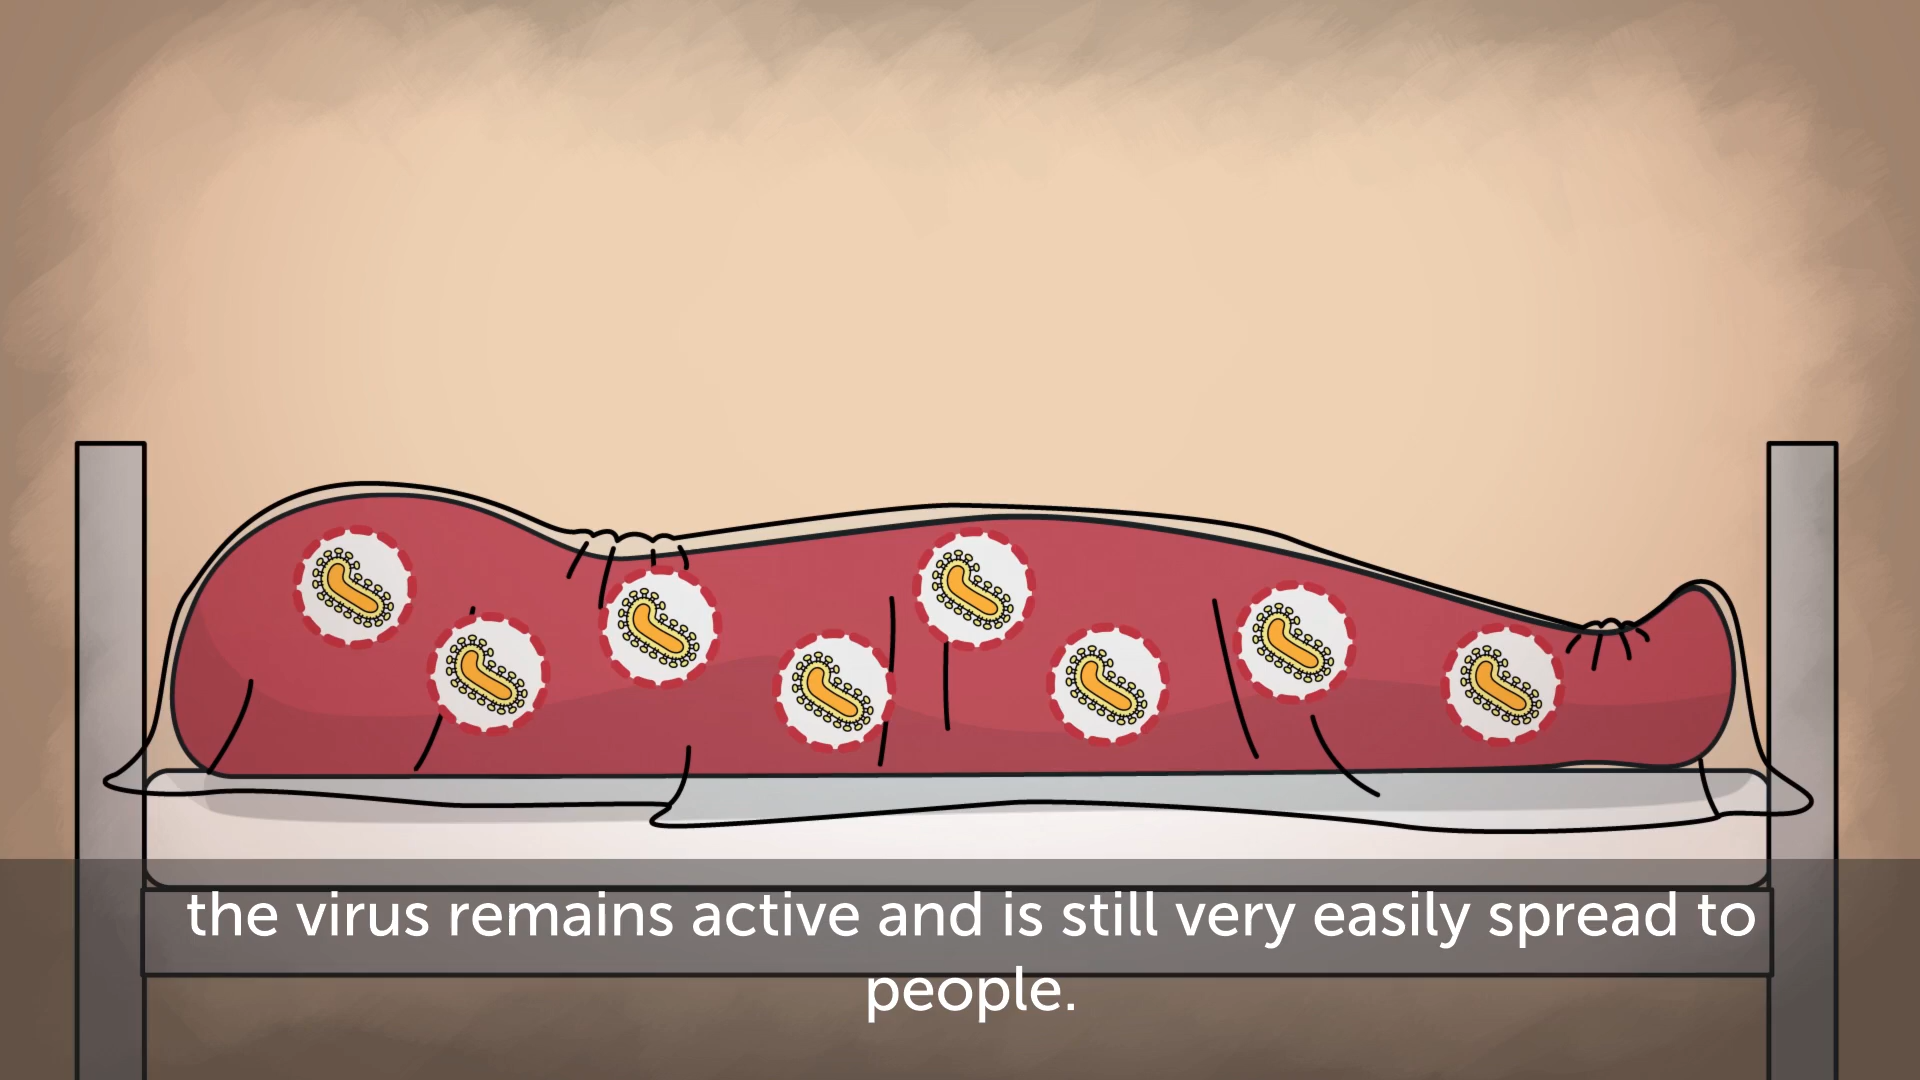 the virus remains active and is still very easily spread to
people.